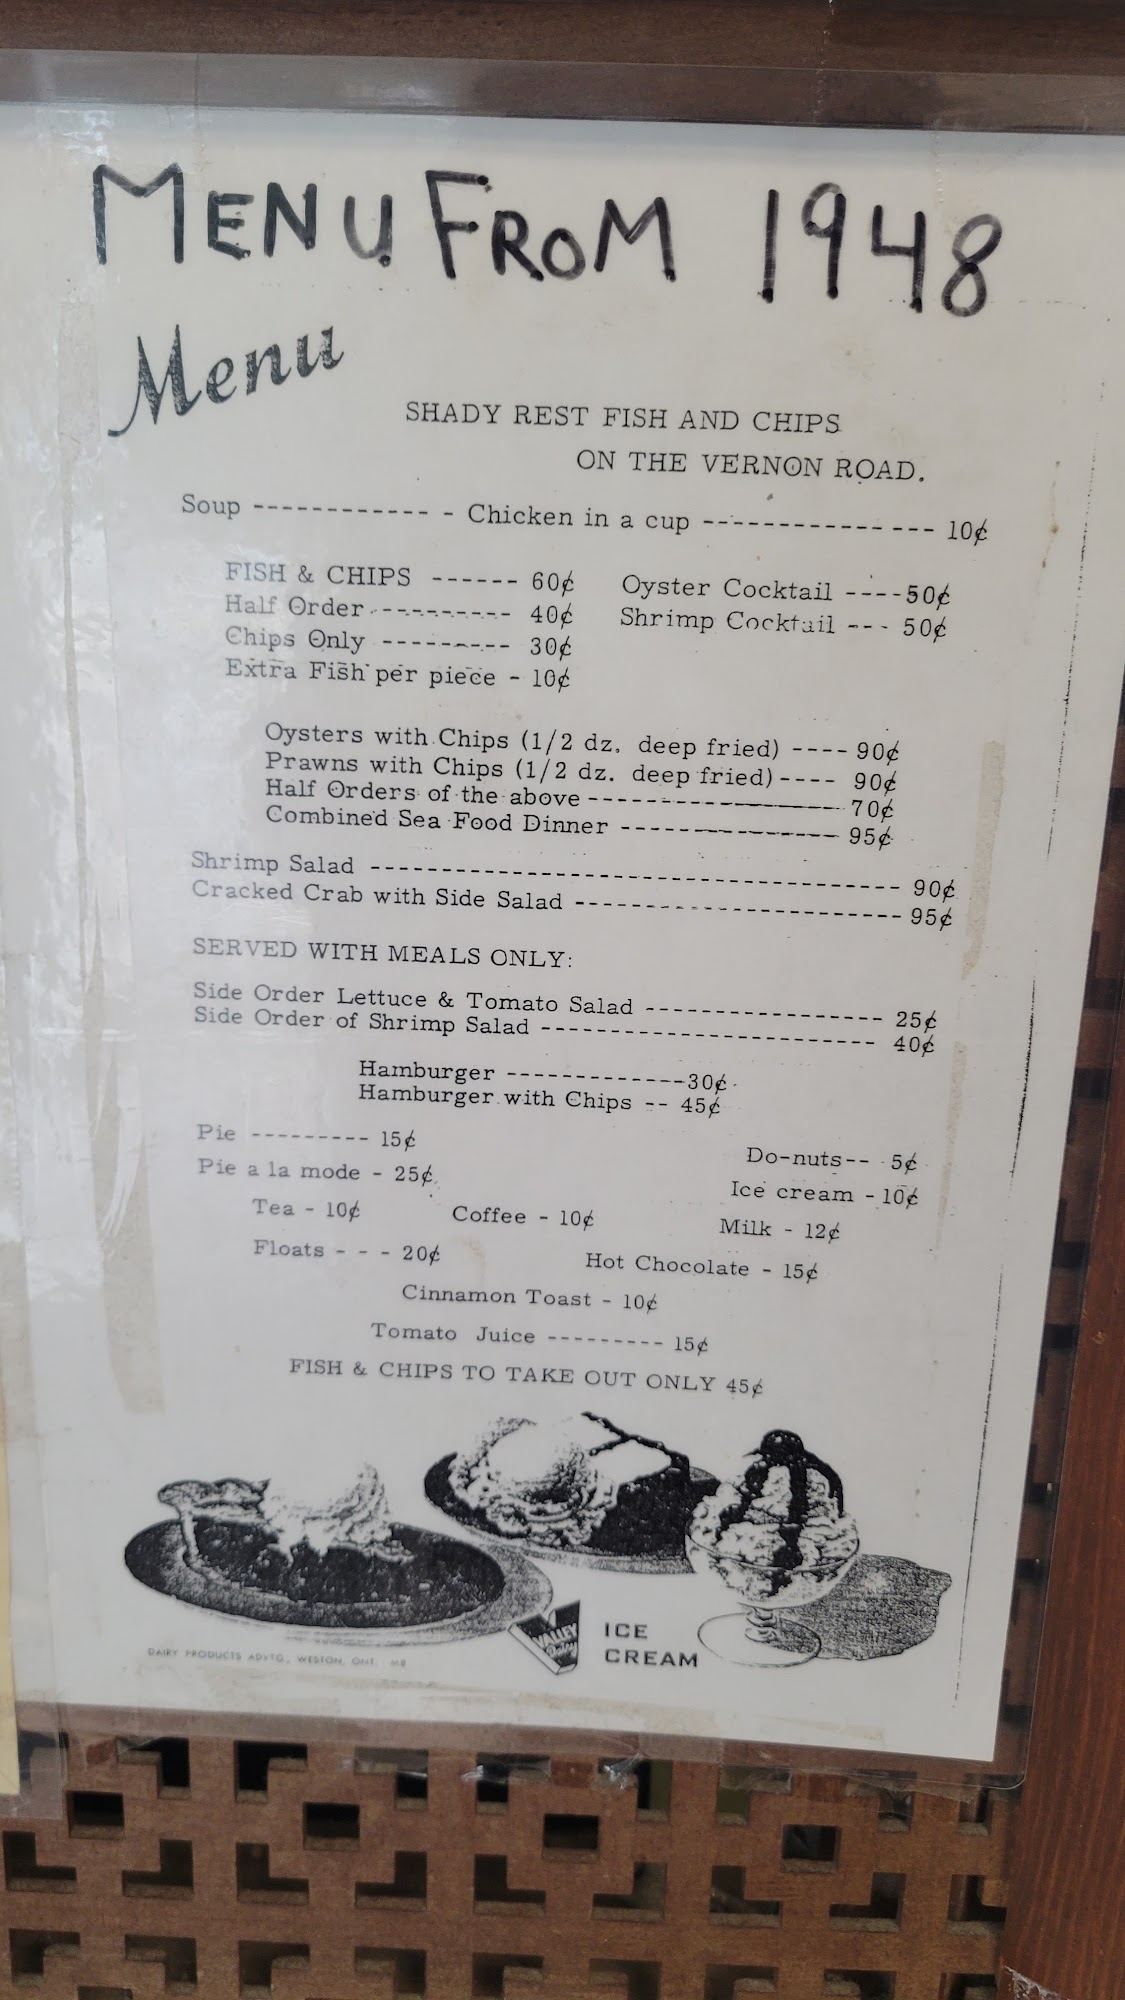 MENU FROM 1948
Menu
SHADY REST FISH AND CHIPS
ON THE VERNON ROAD.
Soup ------------ - Chicken in a cup ---------------- 10¢
FISH & CHIPS ------ 60¢
Half Order ---------- 40¢
Chips Only --------- 30¢
Extra Fish per piece - 10¢
Oyster Cocktail ----50¢
Shrimp Cocktail --- 50¢
Oysters with Chips (1/2 dz. deep fried) ---- 90¢
Prawns with Chips (1/2 dz. deep fried)---- 90¢
Half Orders of the above ------------------ 70¢
Combined Sea Food Dinner --------------- 95¢
Shrimp Salad ------------------------------------- 90¢
Cracked Crab with Side Salad ----------------------- 95¢
SERVED WITH MEALS ONLY:
Side Order Lettuce & Tomato Salad ----------------- 25¢
Side Order of Shrimp Salad ------------------------ 40¢
Hamburger -------------30¢
Hamburger with Chips -- 45¢
Pie --------- 15¢
Do-nuts-- 5¢
Pie a la mode - 25¢
Ice cream - 10¢
Tea - 10¢ Coffee - 10¢ Milk - 12¢
Floats - - - 20¢ Hot Chocolate - 15¢
Cinnamon Toast - 10¢
Tomato Juice --------- 15¢
FISH & CHIPS TO TAKE OUT ONLY 45¢
VALLEY
ICE
CREAM
DAIRY PRODUCTS ADVTG., WESTON, ONT.